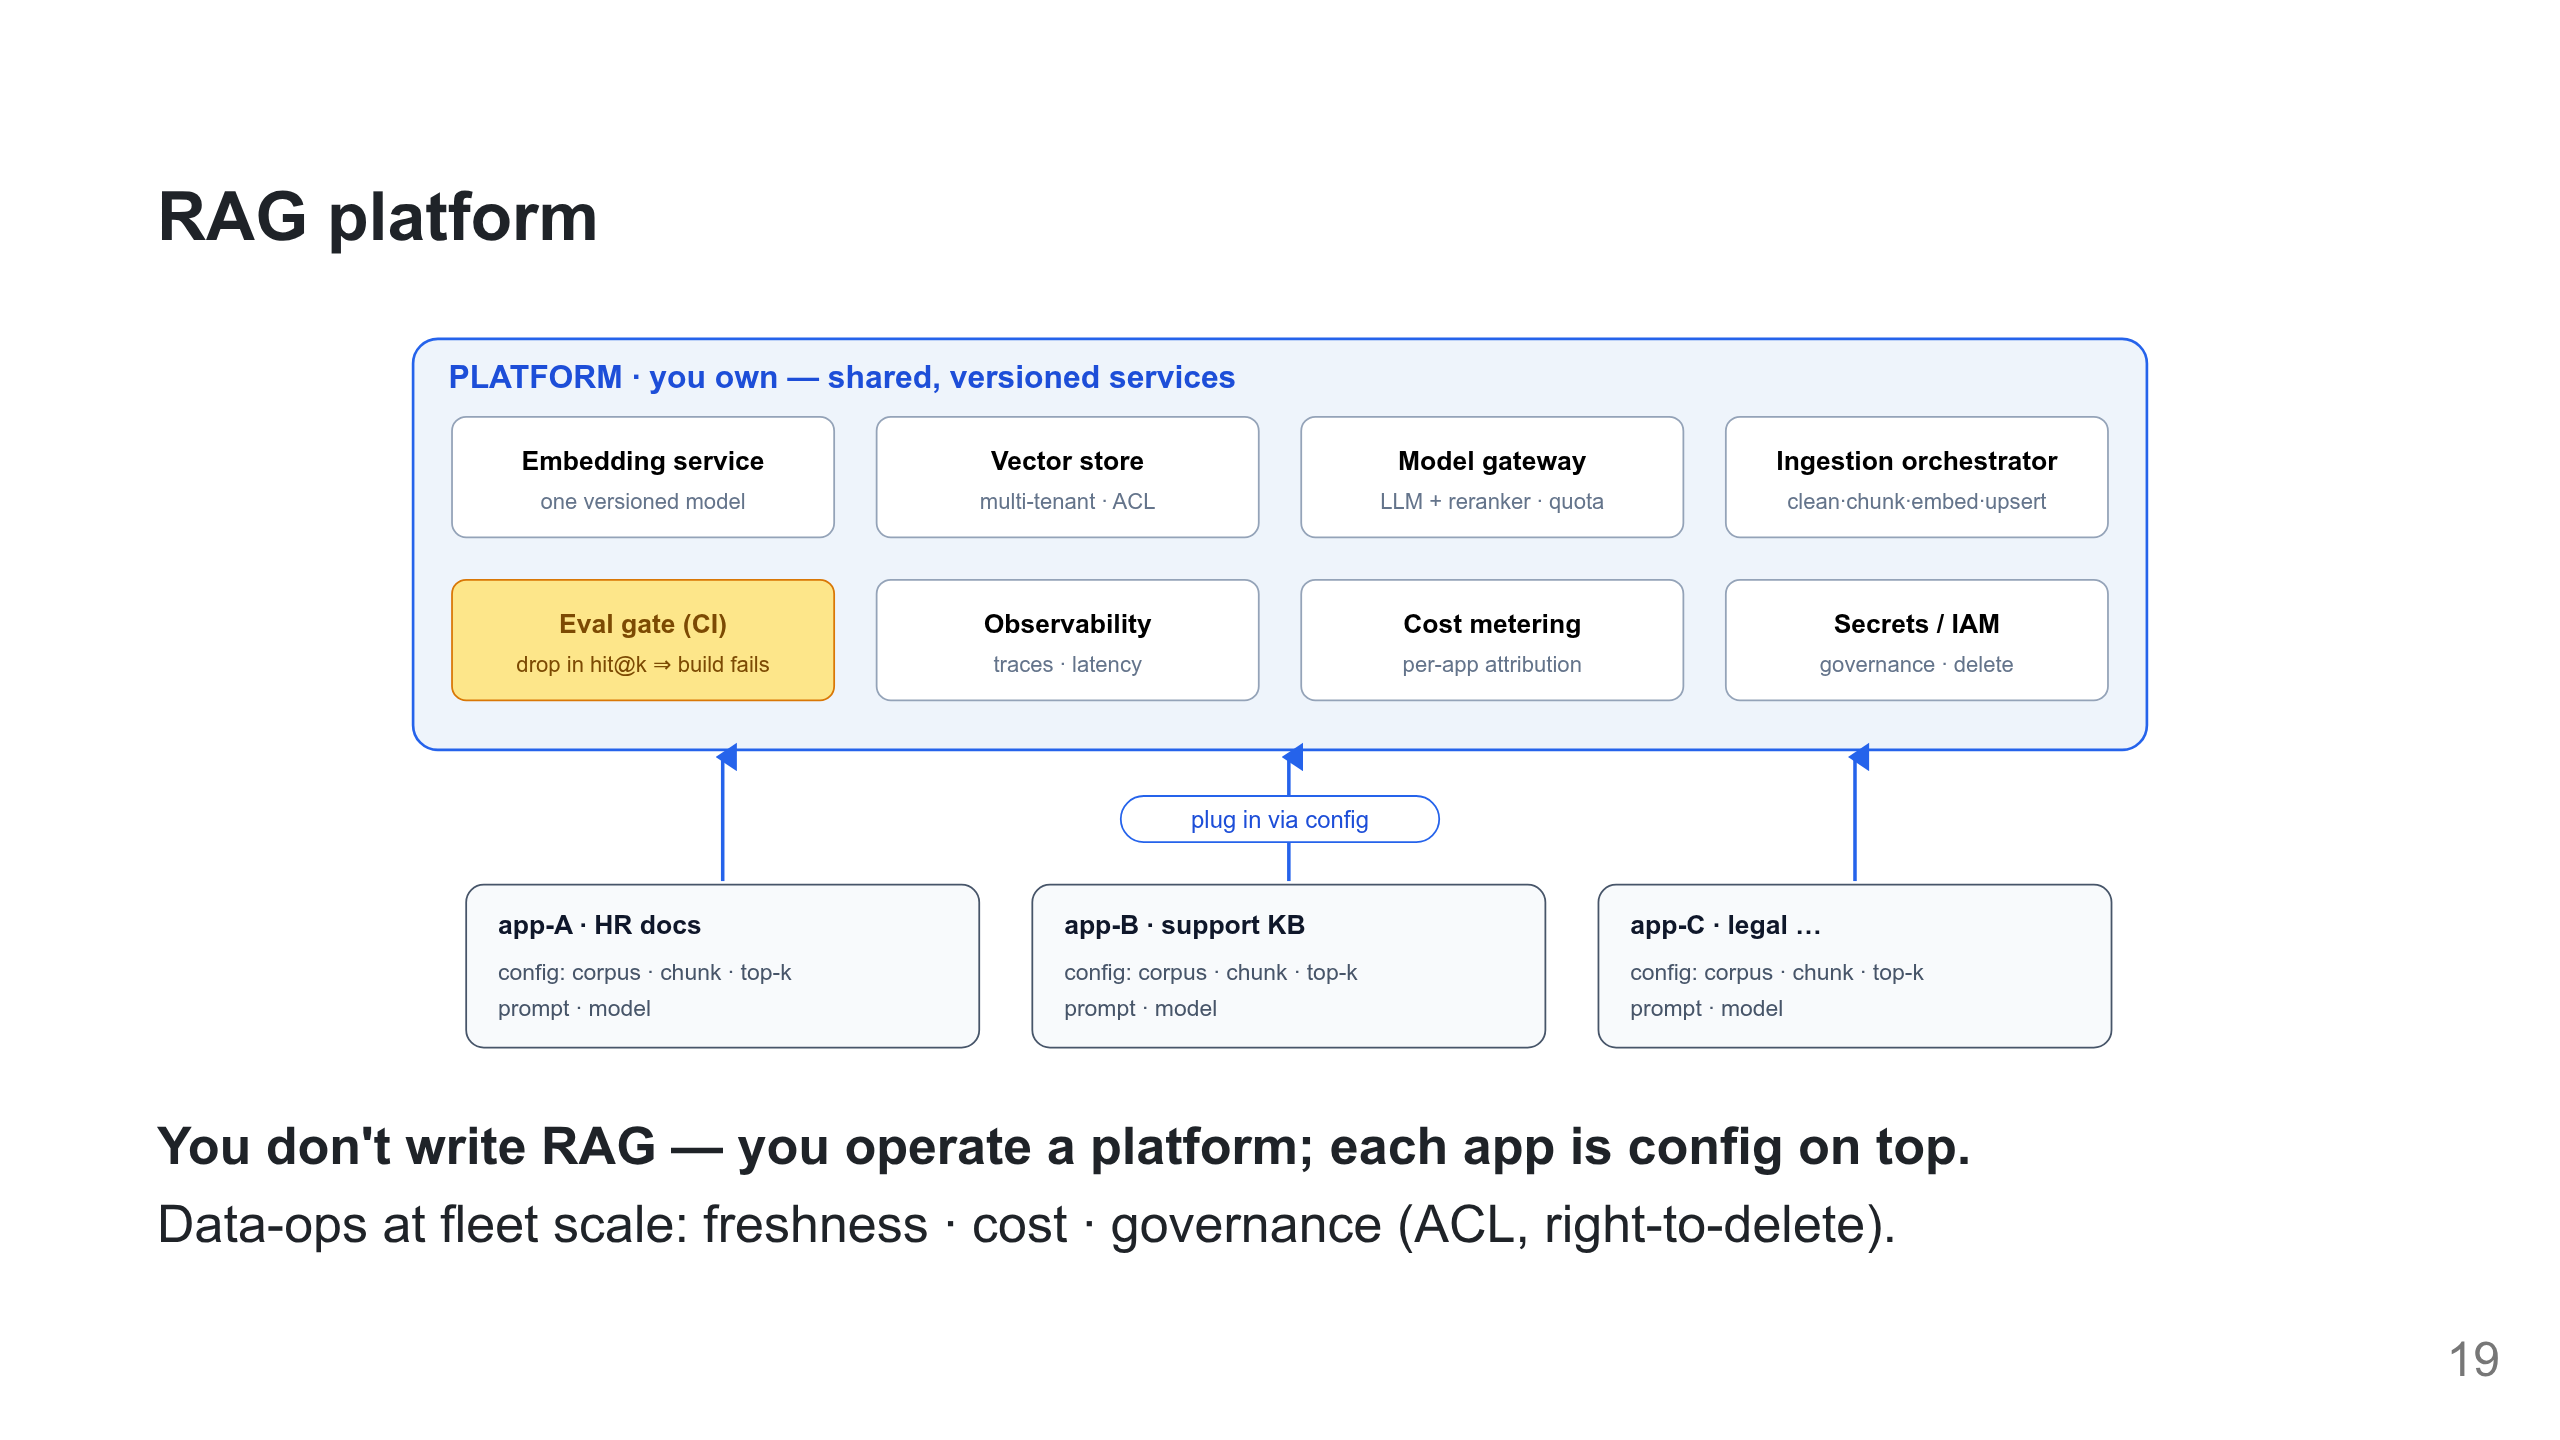 RAG platform
PLATFORM · you own — shared, versioned services
Embedding service
one versioned model
Vector store
multi-tenant · ACL
Model gateway
LLM + reranker · quota
Ingestion orchestrator
clean·chunk·embed·upsert
Eval gate (CI)
drop in hit@k ⇒ build fails
Observability
traces · latency
Cost metering
per-app attribution
Secrets / IAM
governance · delete
plug in via config
app-A · HR docs
config: corpus · chunk · top-k
prompt · model
app-B · support KB
config: corpus · chunk · top-k
prompt · model
app-C · legal …
config: corpus · chunk · top-k
prompt · model
You don't write RAG — you operate a platform; each app is config on top.
Data-ops at fleet scale: freshness · cost · governance (ACL, right-to-delete).
19